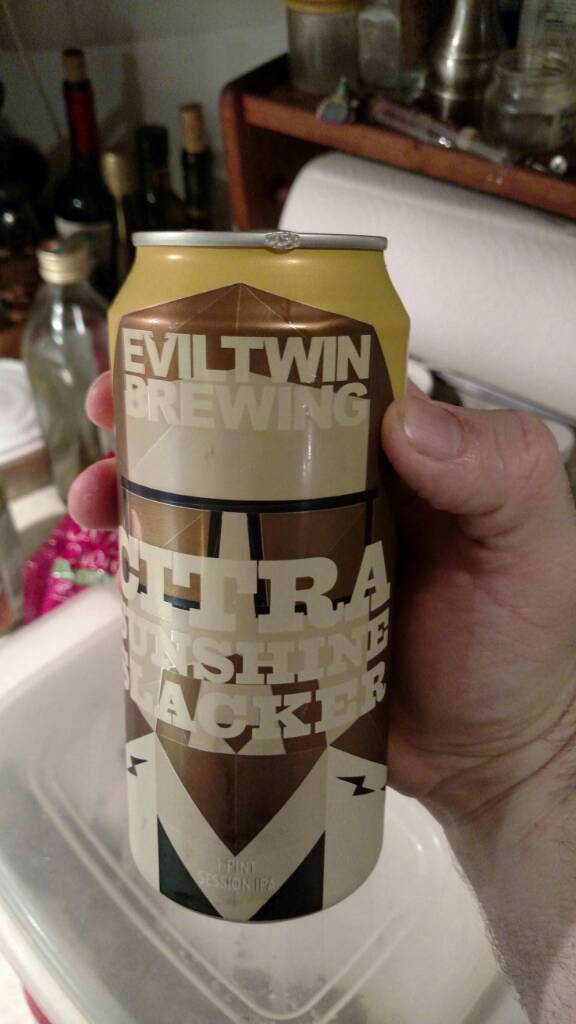 EVILTWIN
BREWING
CITRA
SUNSHINE
SLACKER
1 PINT
SESSION IPA